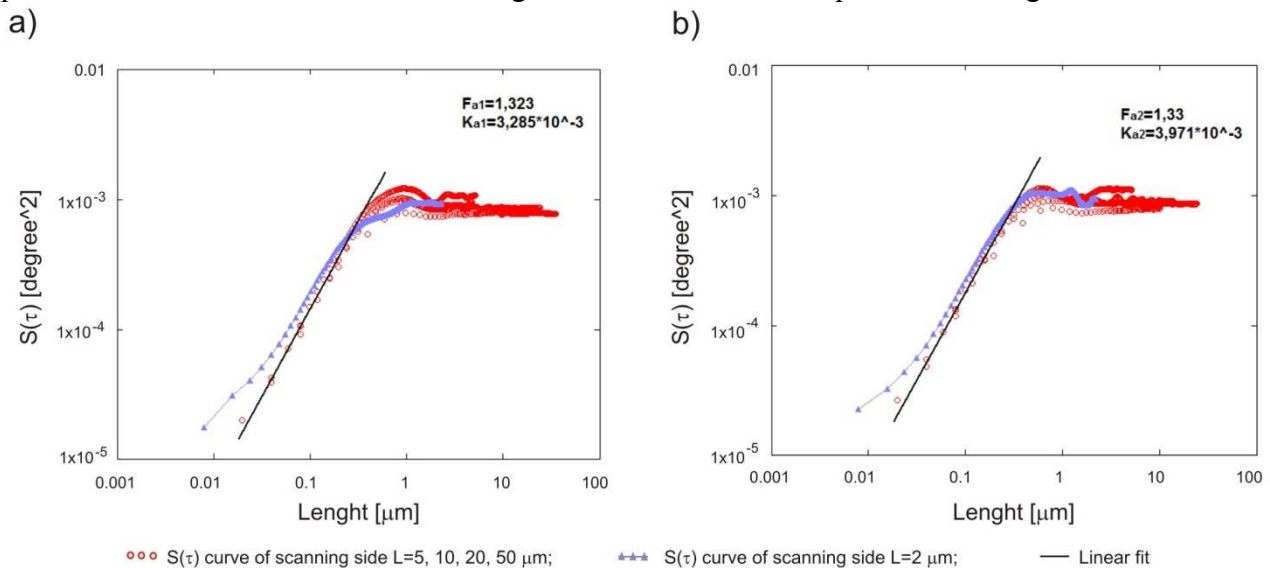 a)
0.01
1x10⁻³
1x10⁻⁴
1x10⁻⁵
S(τ) [degree^2]
Fa1=1,323
Ka1=3,285*10^-3
0.001 0.01 0.1 1 10 100
Lenght [μm]
b)
0.01
1x10⁻³
1x10⁻⁴
1x10⁻⁵
S(τ) [degree^2]
Fa2=1,33
Ka2=3,971*10^-3
0.001 0.01 0.1 1 10 100
Lenght [μm]
S(τ) curve of scanning side L=5, 10, 20, 50 μm; S(τ) curve of scanning side L=2 μm; Linear fit